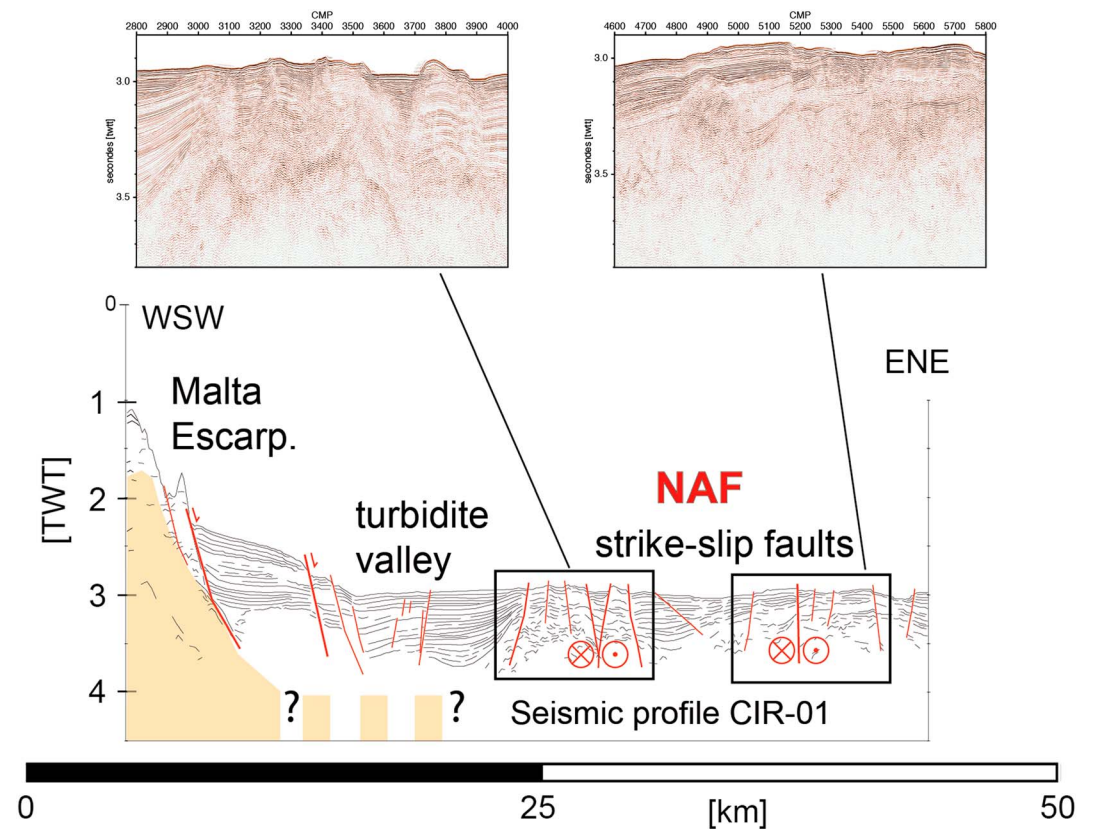 CMP
2800 2900 3000 3100 3200 3300 3400 3500 3600 3700 3800 3900 4000
3.0
3.5
secondes [twtt]
CMP
4600 4700 4800 4900 5000 5100 5200 5300 5400 5500 5600 5700 5800
3.0
3.5
secondes [twtt]
0
WSW
ENE
1
Malta
Escarp.
2
[TWT]
turbidite
valley
NAF
strike-slip faults
3
4
? ?
Seismic profile CIR-01
0 25 [km] 50